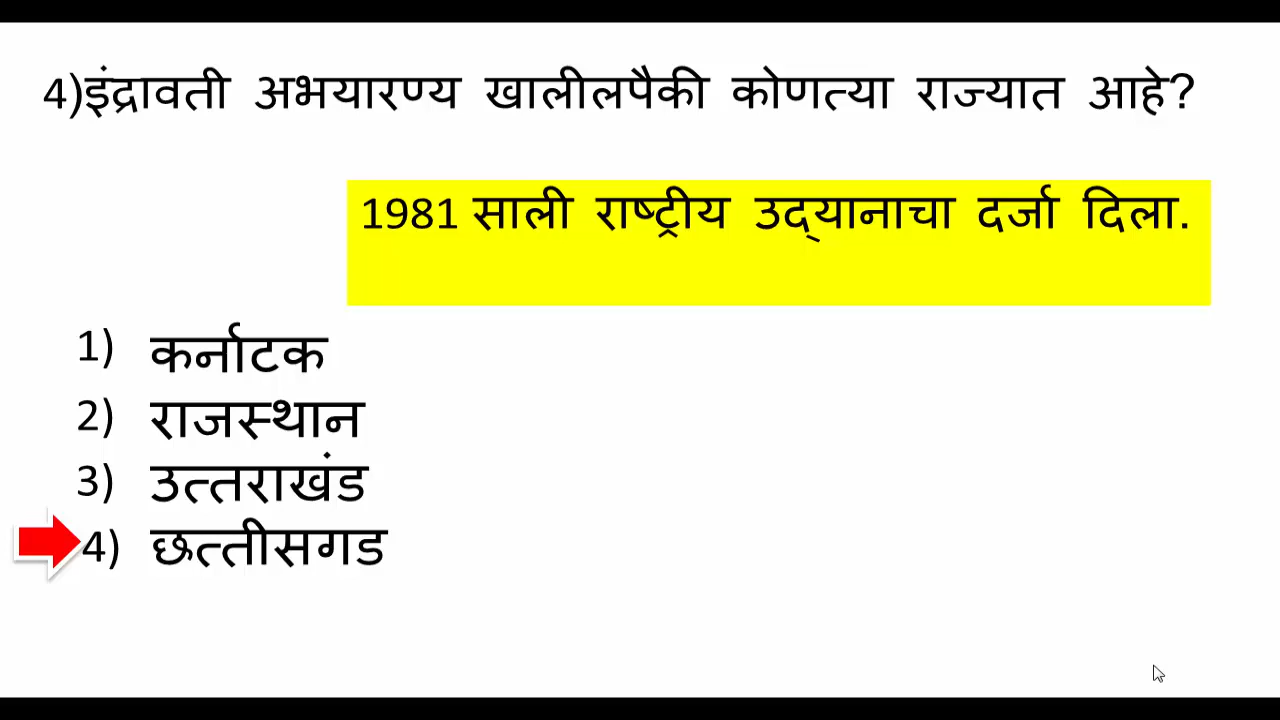 4)इंद्रावती अभयारण्य खालीलपैकी कोणत्या राज्यात आहे?
1981 साली राष्ट्रीय उद्‌यानाचा दर्जा दिला.
1) कर्नाटक
2) राजस्थान
3) उत्तराखंड
4) छत्तीसगड